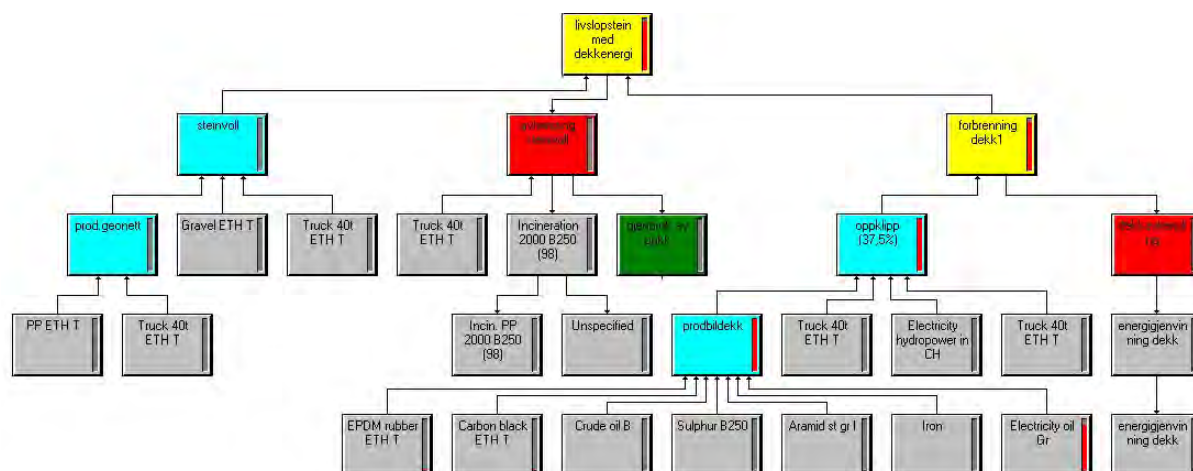 livslopstein
med
dekkenergi
steinvoll
forbrenning
dekk1
prod.geonett
Gravel ETH T
Truck 40t
ETH T
Truck 40t
ETH T
Incineration
2000 B250
(98)
oppklipp
(37,5%)
PP ETH T
Truck 40t
ETH T
Incin. PP
2000 B250
(98)
Unspecified
prodbildekk
Truck 40t
ETH T
Electricity
hydropower in
CH
Truck 40t
ETH T
energigjenvin
ning dekk
EPDM rubber
ETH T
Carbon black
ETH T
Crude oil B
Sulphur B250
Aramid st gr I
Iron
Electricity oil
Gr
energigjenvin
ning dekk